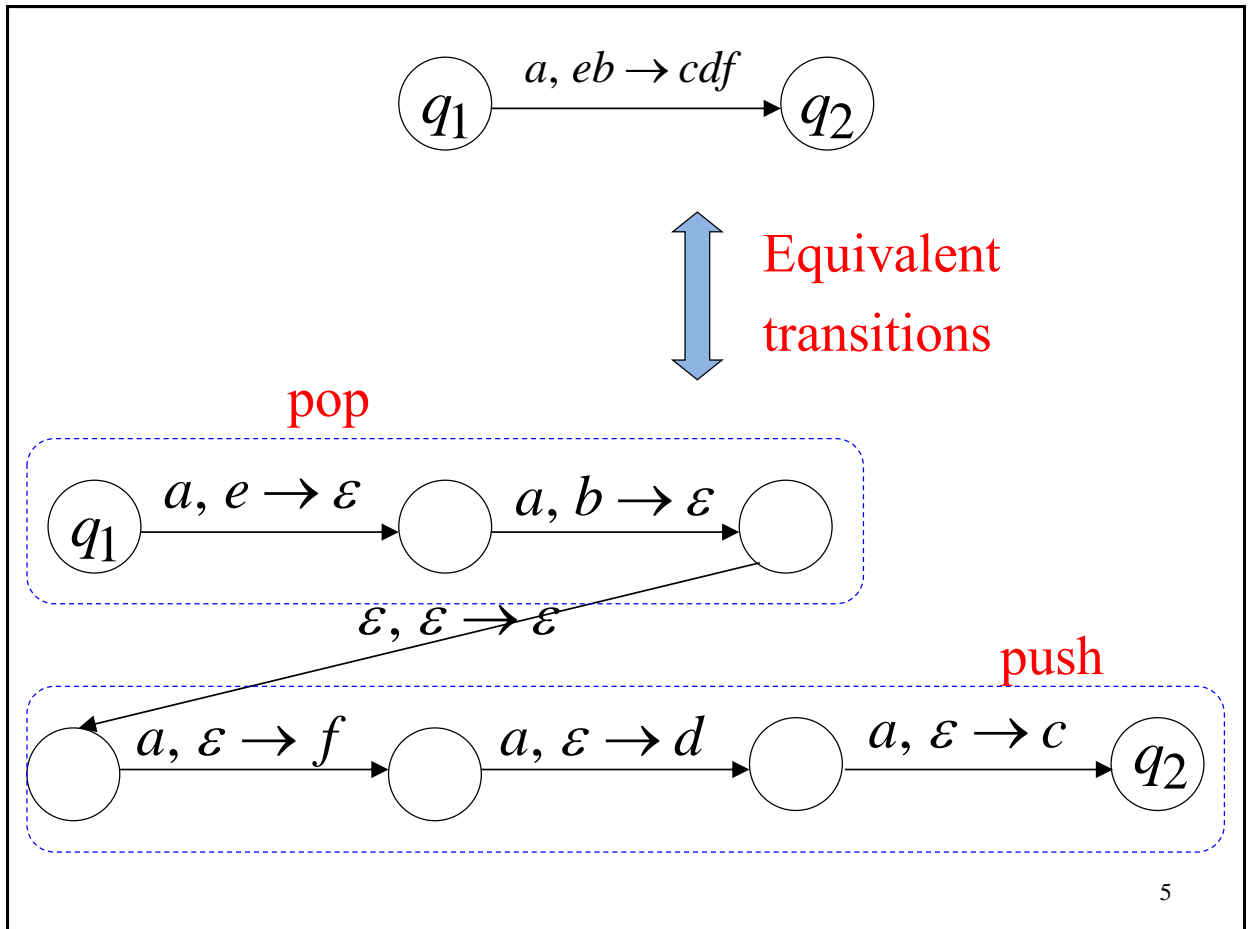 a, eb → cdf
q₁ q₂
Equivalent
transitions
pop
q₁ a, e → ε a, b → ε
ε, ε → ε
push
a, ε → f a, ε → d a, ε → c q₂
5